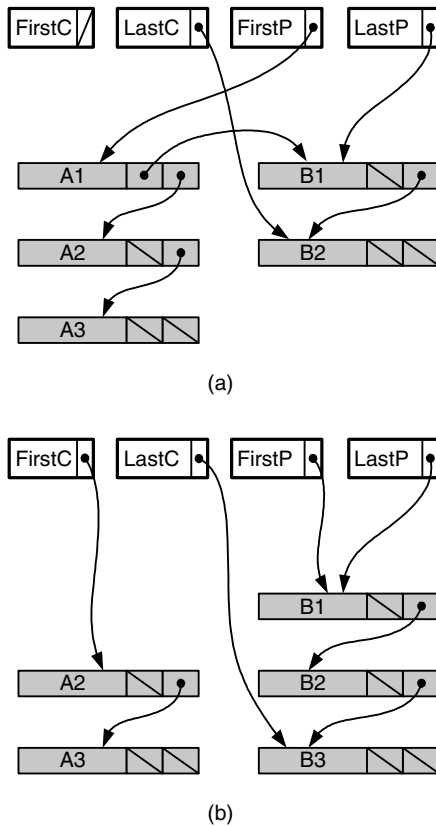 FirstC LastC FirstP LastP
A1 B1
A2 B2
A3
(a)
FirstC LastC FirstP LastP
B1
A2 B2
A3 B3
(b)